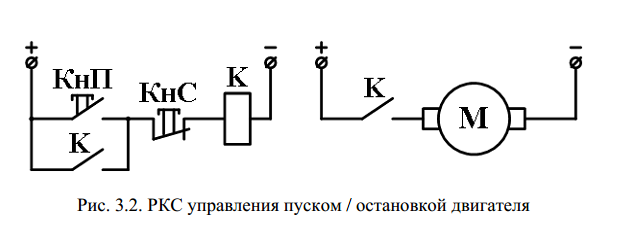 + − + −
КнП КнС К К М
К
Рис. 3.2. РКС управления пуском / остановкой двигателя